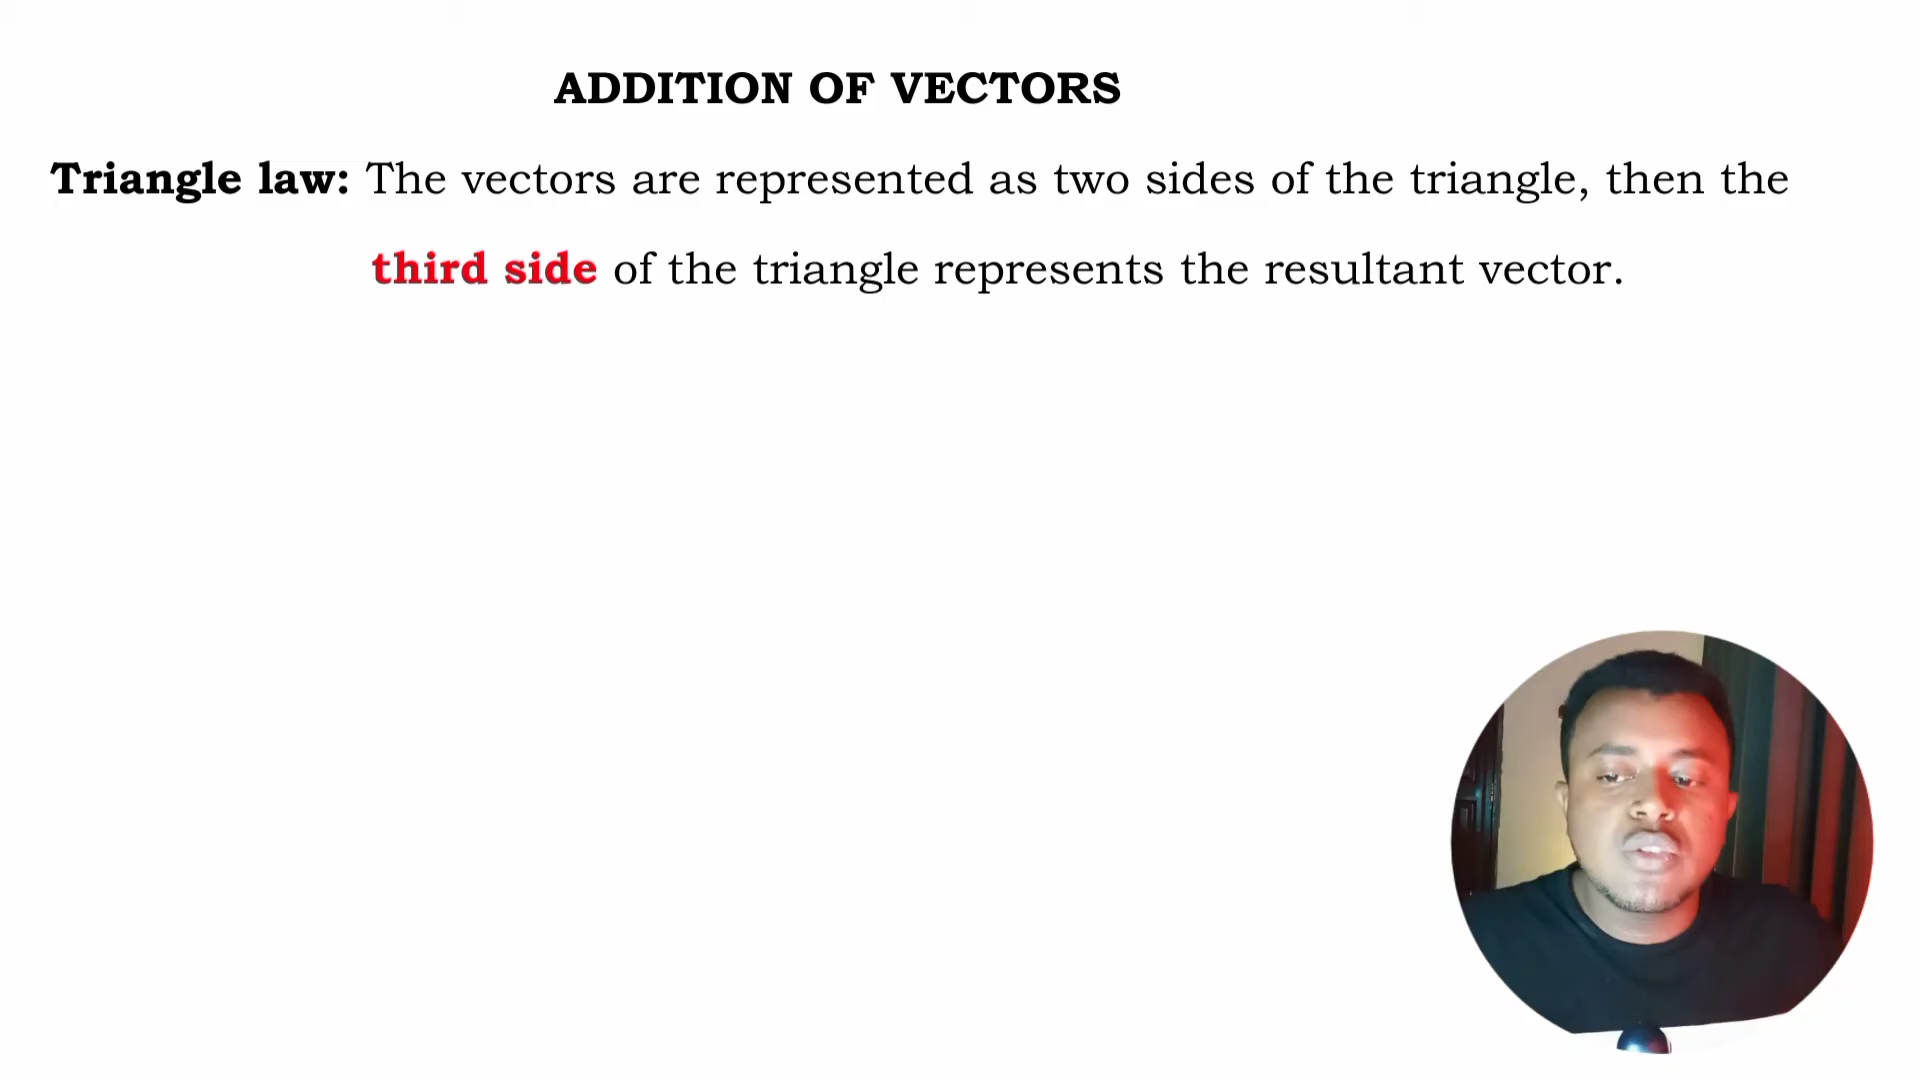 ADDITION OF VECTORS
Triangle law: The vectors are represented as two sides of the triangle, then the
third side of the triangle represents the resultant vector.